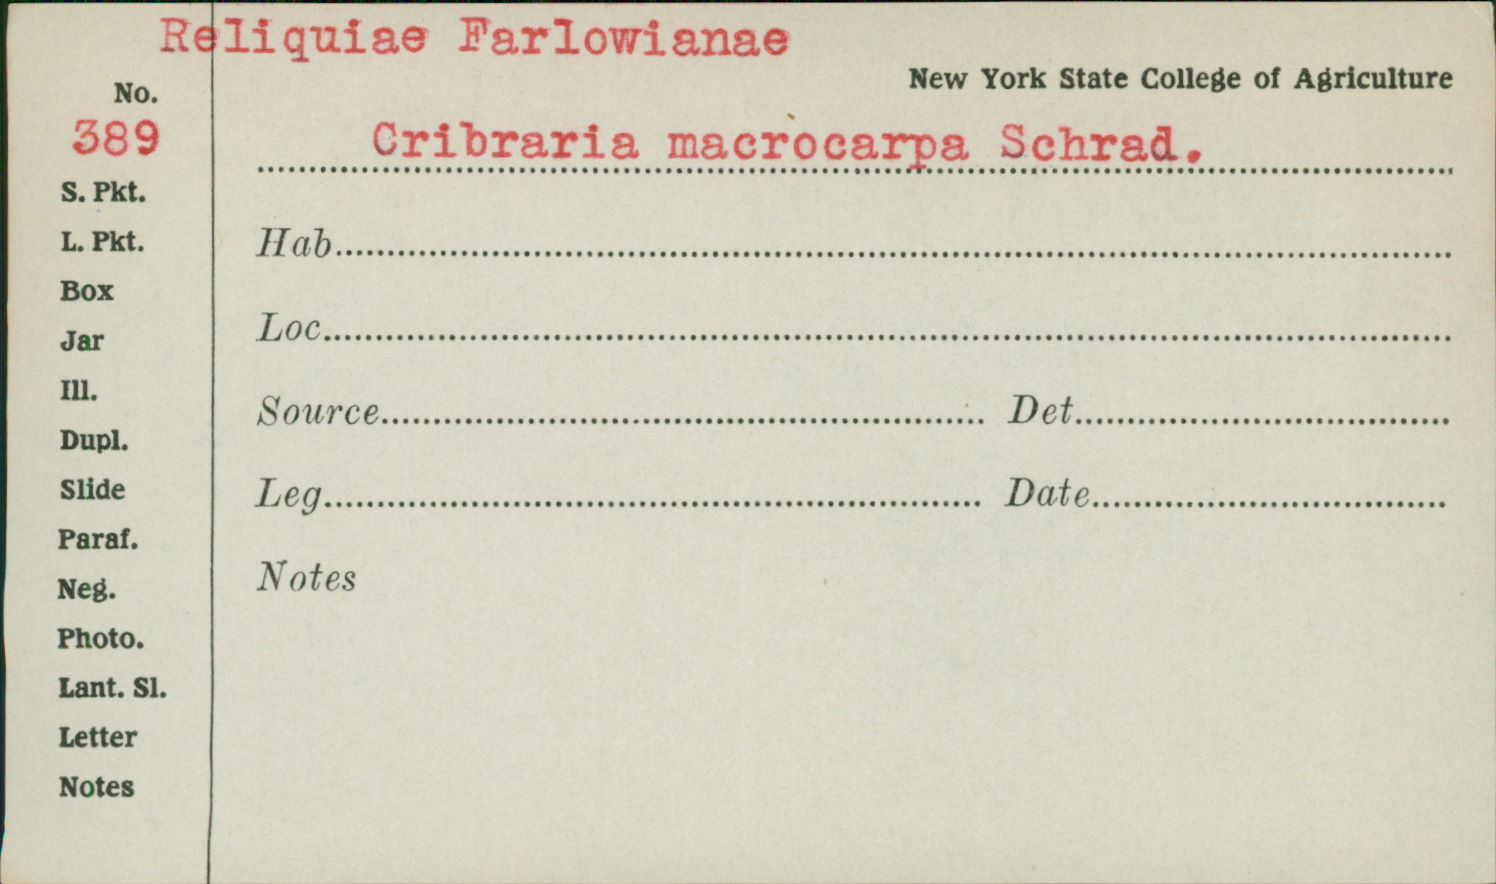 Reliquiae Farlowianae
New York State College of Agriculture
No.
389
Cribraria macrocarpa Schrad.
S. Pkt.
L. Pkt.
Box
Jar
Ill.
Dupl.
Slide
Paraf.
Neg.
Photo.
Lant. Sl.
Letter
Notes
Hab
Loc
Source Det
Leg Date
Notes